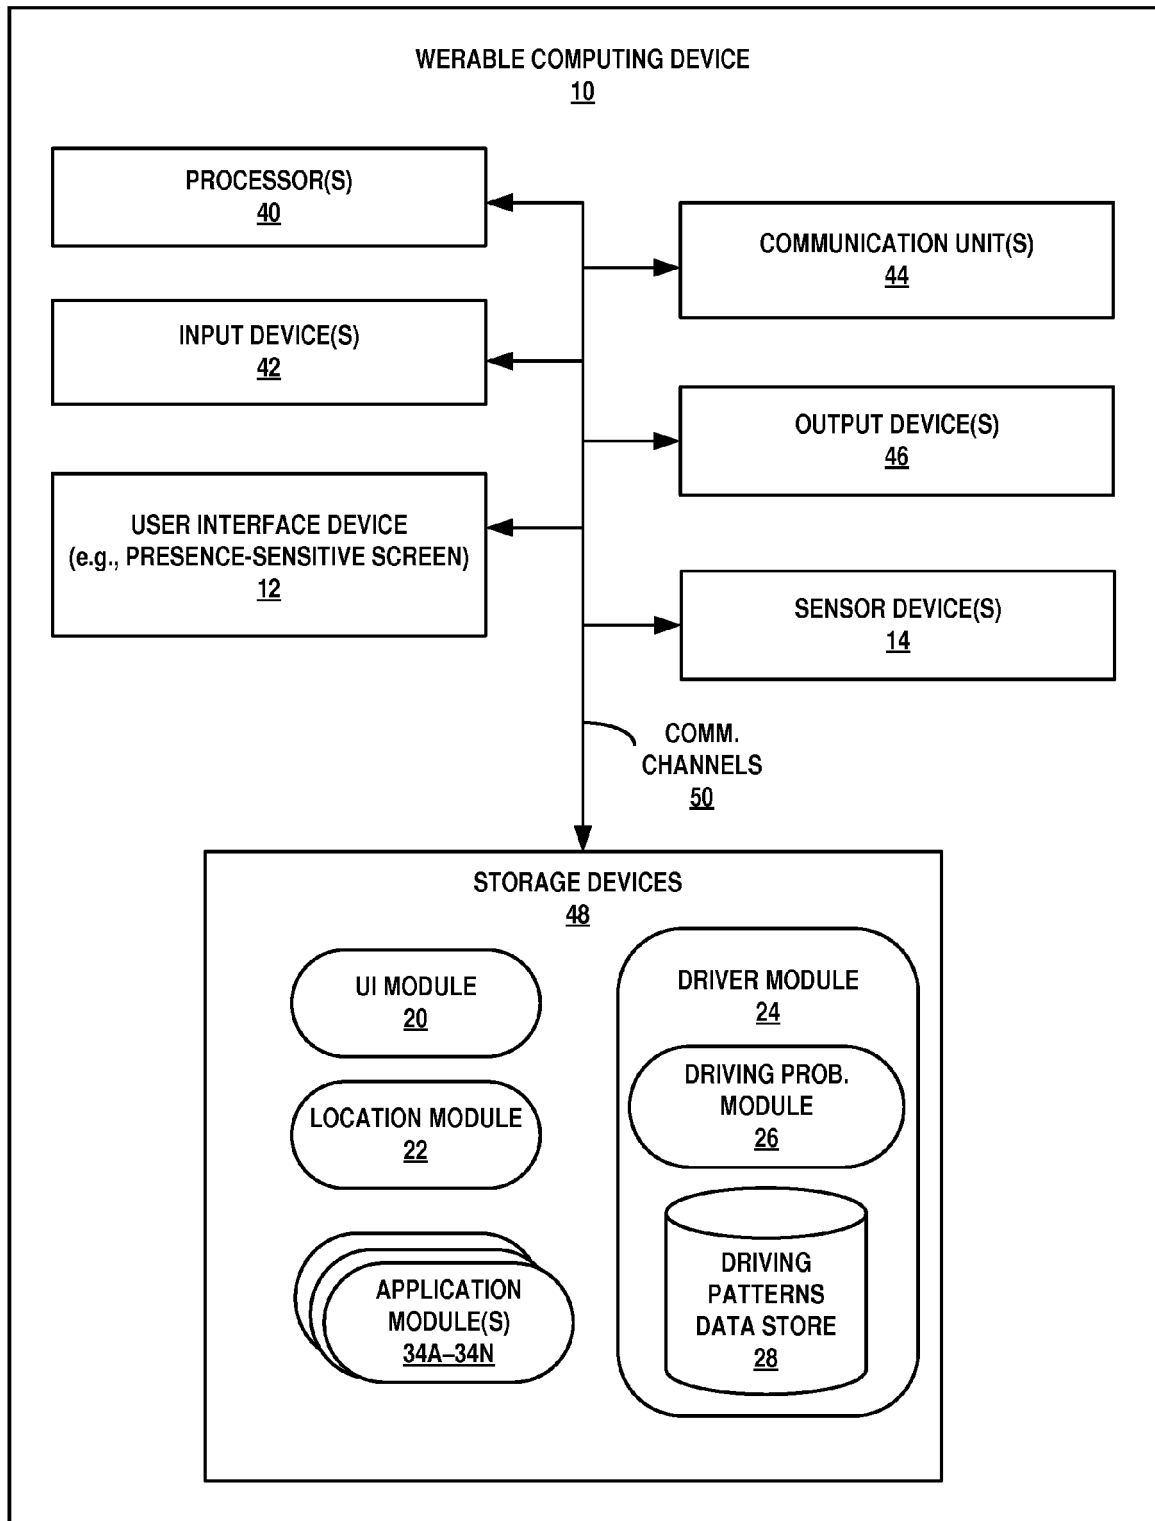 WERABLE COMPUTING DEVICE
10
PROCESSOR(S)
40
COMMUNICATION UNIT(S)
44
INPUT DEVICE(S)
42
OUTPUT DEVICE(S)
46
USER INTERFACE DEVICE
(e.g., PRESENCE-SENSITIVE SCREEN)
12
SENSOR DEVICE(S)
14
COMM.
CHANNELS
50
STORAGE DEVICES
48
UI MODULE
20
LOCATION MODULE
22
APPLICATION
MODULE(S)
34A–34N
DRIVER MODULE
24
DRIVING PROB.
MODULE
26
DRIVING
PATTERNS
DATA STORE
28